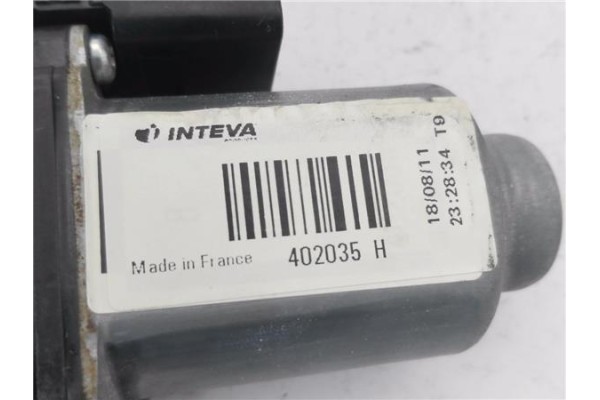 INTEVA
Made in France
402035 H
18/08/11
23:28:34 T9